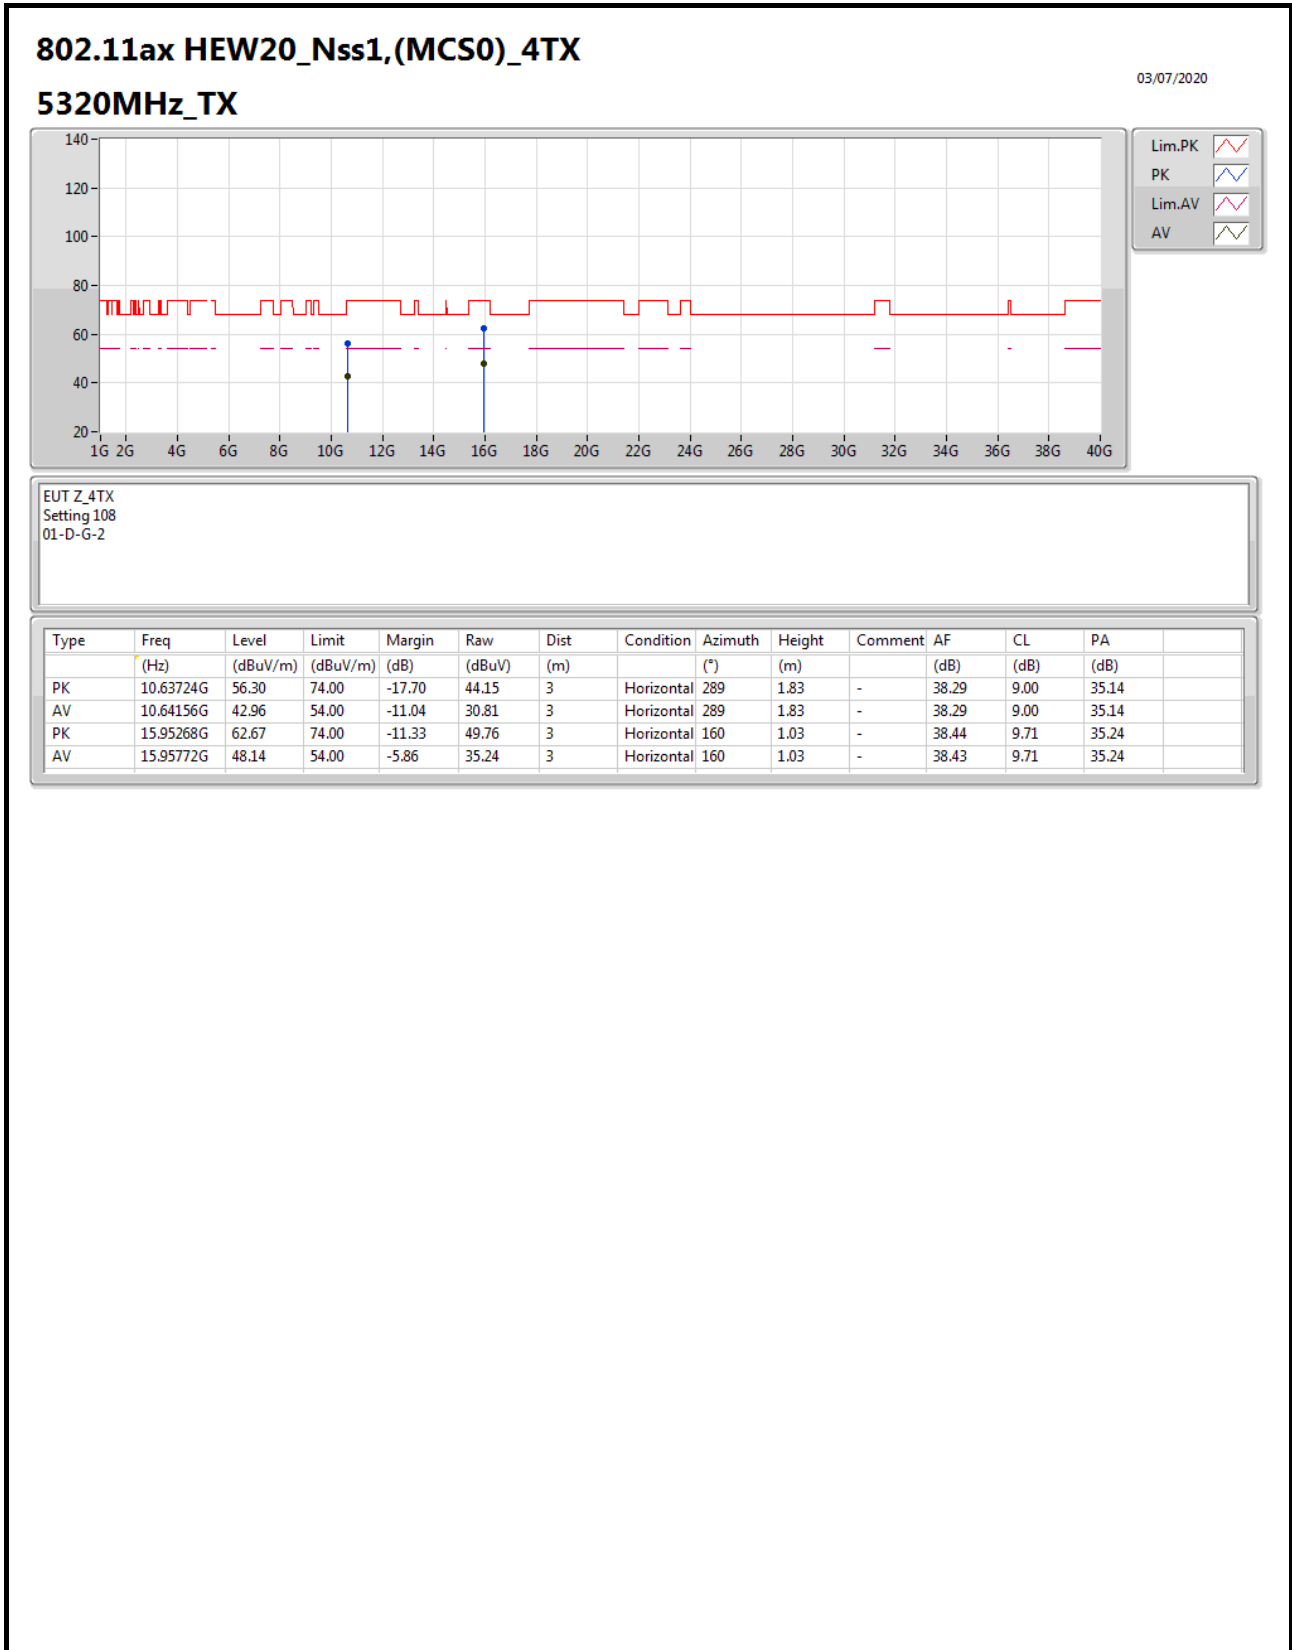 802.11ax HEW20_Nss1,(MCS0)_4TX
03/07/2020
5320MHz_TX
140
120
100
80
60
40
20
1G 2G 4G 6G 8G 10G 12G 14G 16G 18G 20G 22G 24G 26G 28G 30G 32G 34G 36G 38G 40G
Lim.PK
PK
Lim.AV
AV
EUT Z_4TX
Setting 108
01-D-G-2
Type Freq Level Limit Margin Raw Dist Condition Azimuth Height Comment AF CL PA
(Hz) (dBuV/m) (dBuV/m) (dB) (dBuV) (m) (°) (m) (dB) (dB) (dB)
PK 10.63724G 56.30 74.00 -17.70 44.15 3 Horizontal 289 1.83 - 38.29 9.00 35.14
AV 10.64156G 42.96 54.00 -11.04 30.81 3 Horizontal 289 1.83 - 38.29 9.00 35.14
PK 15.95268G 62.67 74.00 -11.33 49.76 3 Horizontal 160 1.03 - 38.44 9.71 35.24
AV 15.95772G 48.14 54.00 -5.86 35.24 3 Horizontal 160 1.03 - 38.43 9.71 35.24